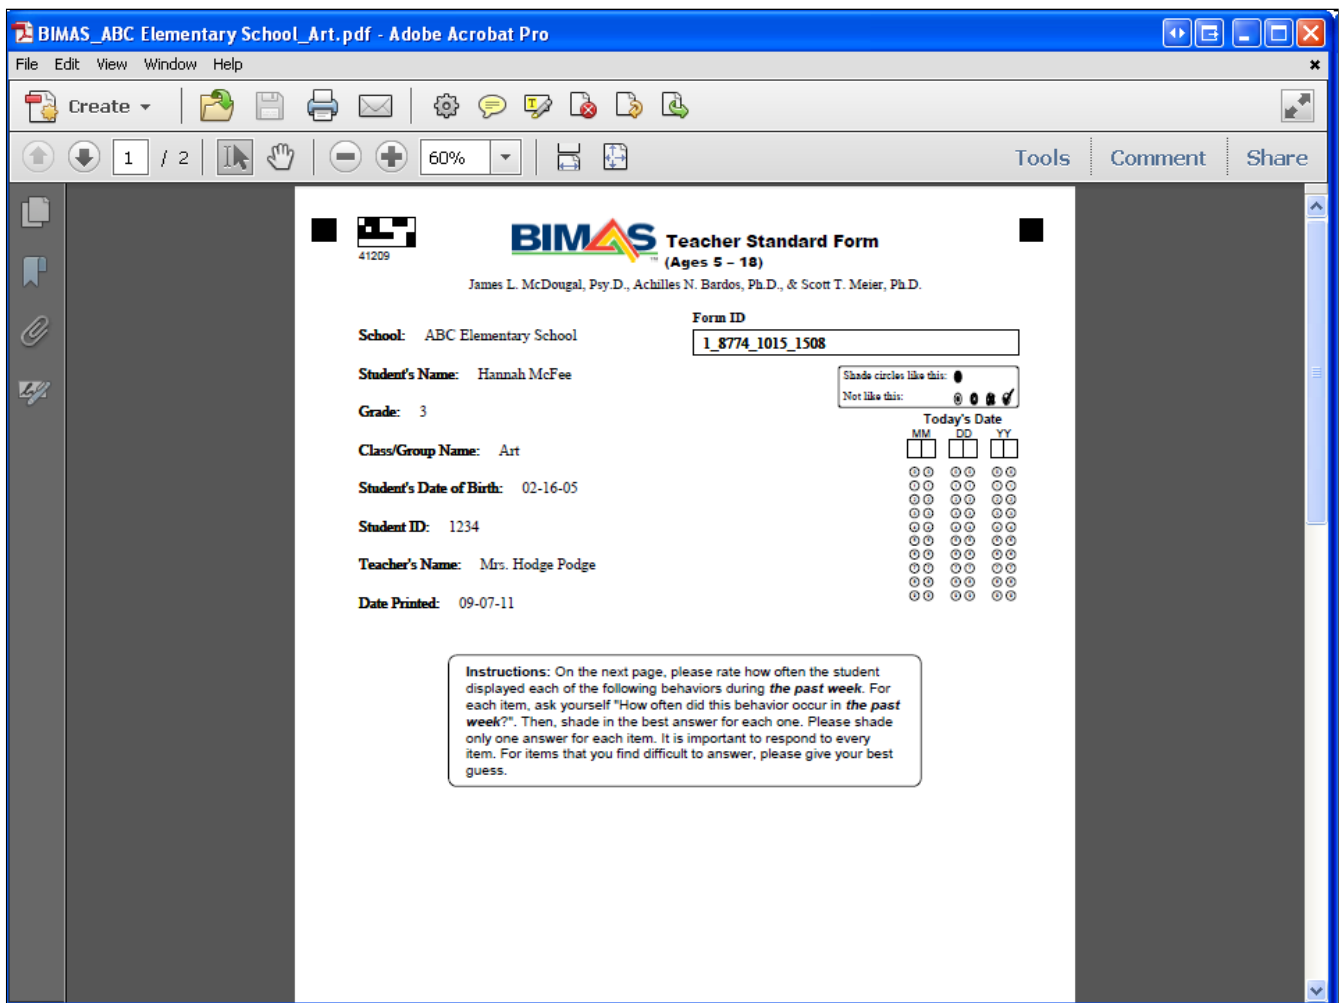 BIMAS_ABC Elementary School_Art.pdf - Adobe Acrobat Pro
File Edit View Window Help
Create
1 / 2 60% Tools Comment Share
41209
BIMAS™ Teacher Standard Form
(Ages 5 – 18)
James L. McDougal, Psy.D., Achilles N. Bardos, Ph.D., & Scott T. Meier, Ph.D.
Form ID
School: ABC Elementary School
1_8774_1015_1508
Student's Name: Hannah McFee
Shade circles like this:
Not like this:
Grade: 3
Today's Date
MM DD YY
Class/Group Name: Art
Student's Date of Birth: 02-16-05
Student ID: 1234
Teacher's Name: Mrs. Hodge Podge
Date Printed: 09-07-11
Instructions: On the next page, please rate how often the student
displayed each of the following behaviors during the past week. For
each item, ask yourself "How often did this behavior occur in the past
week?". Then, shade in the best answer for each one. Please shade
only one answer for each item. It is important to respond to every
item. For items that you find difficult to answer, please give your best
guess.